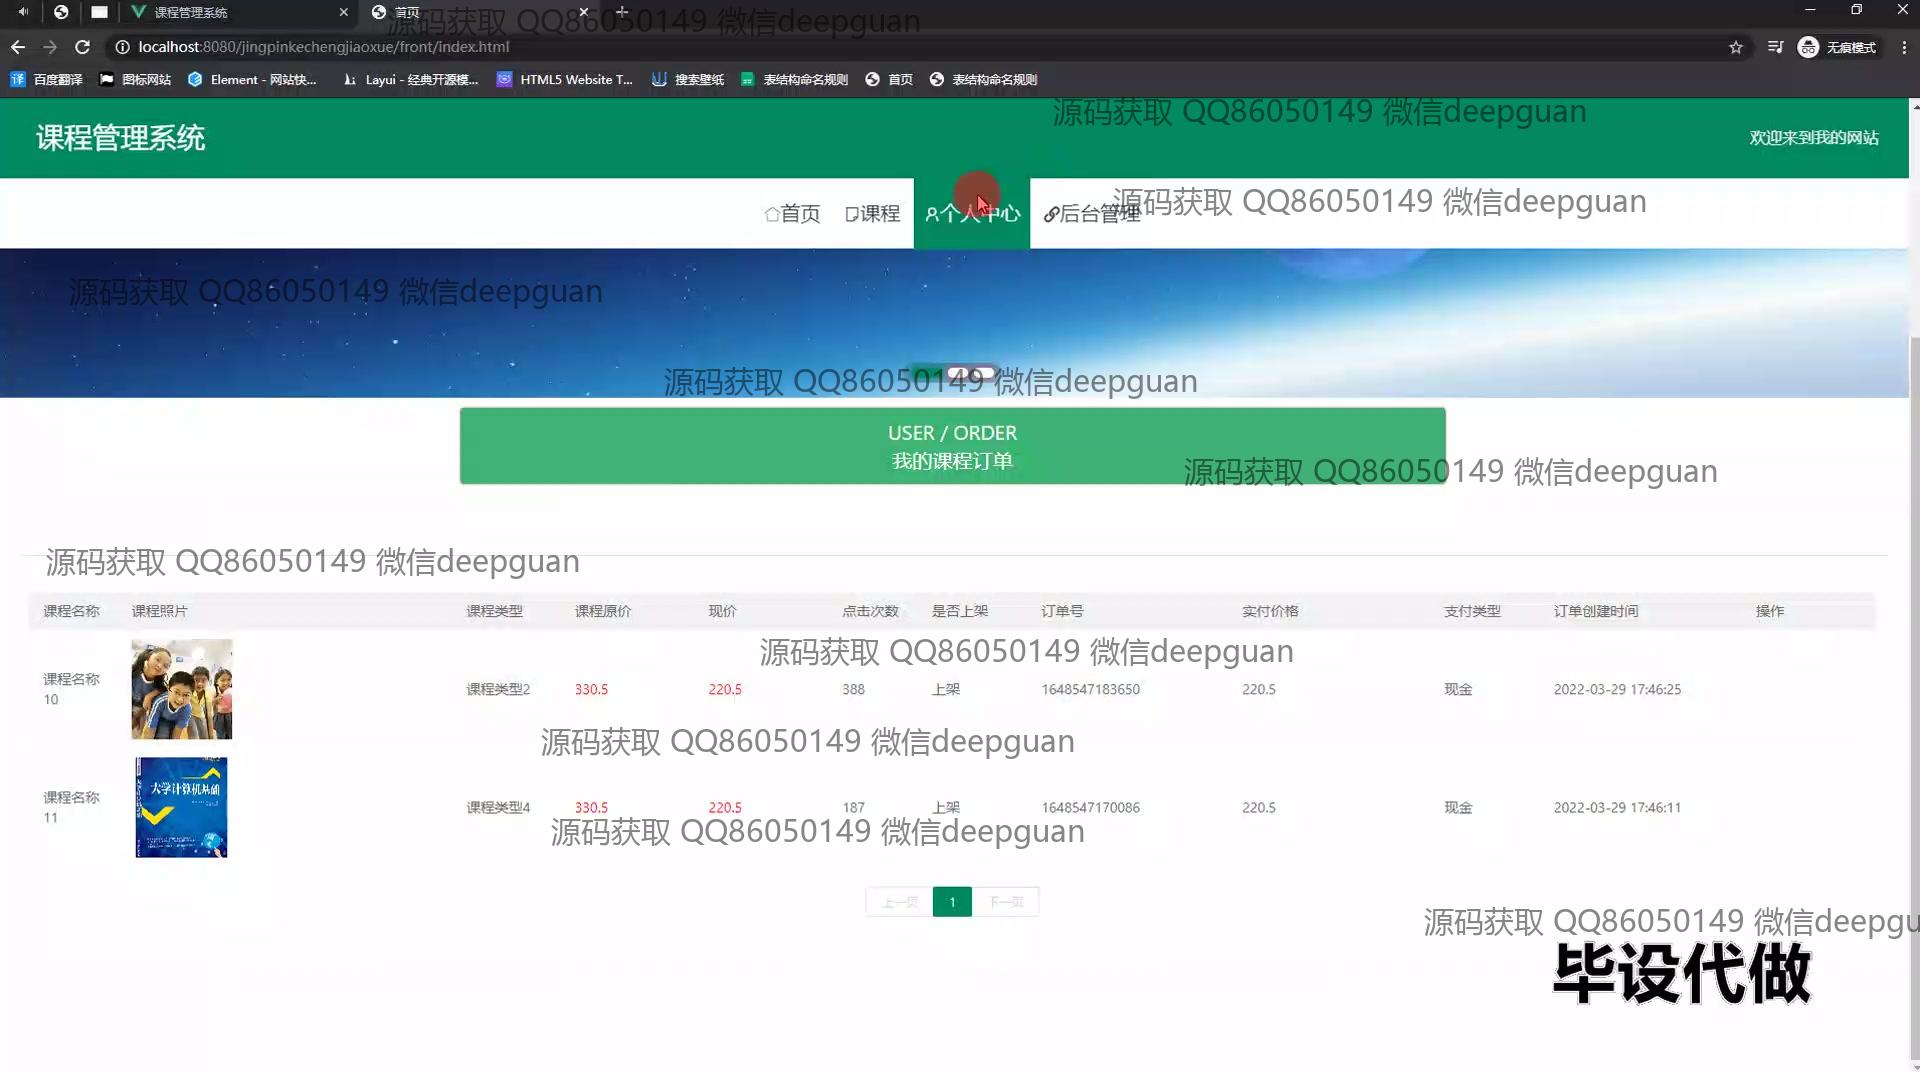 课程管理系统
首页
源码获取 QQ86050149 微信deepguan
localhost:8080/jingpinkechengjiaoxue/front/index.html
无痕模式
百度翻译
图标网站
Element - 网站快...
Layui - 经典开源模...
HTML5 Website T...
搜索壁纸
表结构命名规则
首页
表结构命名规则
源码获取 QQ86050149 微信deepguan
课程管理系统
欢迎来到我的网站
首页
课程
个人中心
后台管理
源码获取 QQ86050149 微信deepguan
源码获取 QQ86050149 微信deepguan
源码获取 QQ86050149 微信deepguan
USER / ORDER
我的课程订单
源码获取 QQ86050149 微信deepguan
源码获取 QQ86050149 微信deepguan
课程名称 课程照片 课程类型 课程原价 现价 点击次数 是否上架 订单号 实付价格 支付类型 订单创建时间 操作
源码获取 QQ86050149 微信deepguan
课程名称
10
课程类型2 330.5 220.5 388 上架 1648547183650 220.5 现金 2022-03-29 17:46:25
源码获取 QQ86050149 微信deepguan
大学计算机基础
课程名称
11
课程类型4 330.5 220.5 187 上架 1648547170086 220.5 现金 2022-03-29 17:46:11
源码获取 QQ86050149 微信deepguan
上一页 1 下一页
源码获取 QQ86050149 微信deepgu
毕设代做